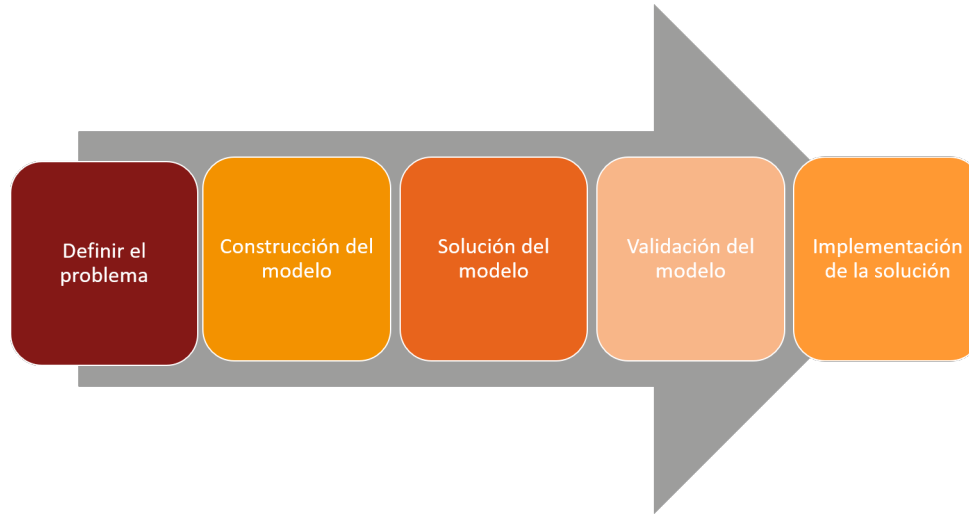 Definir el
problema
Construcción del
modelo
Solución del
modelo
Validación del
modelo
Implementación
de la solución